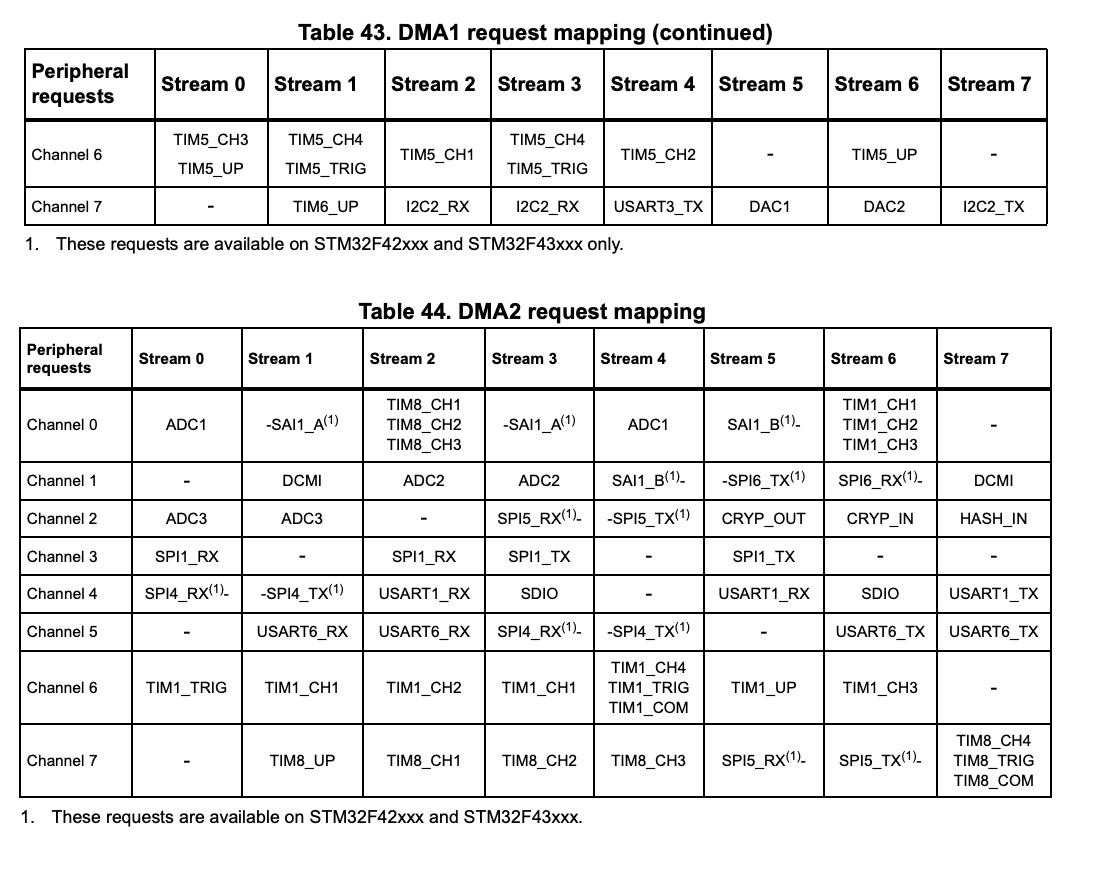 Table 43. DMA1 request mapping (continued)
Peripheral requests Stream 0 Stream 1 Stream 2 Stream 3 Stream 4 Stream 5 Stream 6 Stream 7
Channel 6 TIM5_CH3 TIM5_UP TIM5_CH4 TIM5_TRIG TIM5_CH1 TIM5_CH4 TIM5_TRIG TIM5_CH2 - TIM5_UP -
Channel 7 - TIM6_UP I2C2_RX I2C2_RX USART3_TX DAC1 DAC2 I2C2_TX
1. These requests are available on STM32F42xxx and STM32F43xxx only.
Table 44. DMA2 request mapping
Peripheral requests Stream 0 Stream 1 Stream 2 Stream 3 Stream 4 Stream 5 Stream 6 Stream 7
Channel 0 ADC1 -SAI1_A(1) TIM8_CH1 TIM8_CH2 TIM8_CH3 -SAI1_A(1) ADC1 SAI1_B(1)- TIM1_CH1 TIM1_CH2 TIM1_CH3 -
Channel 1 - DCMI ADC2 ADC2 SAI1_B(1)- -SPI6_TX(1) SPI6_RX(1)- DCMI
Channel 2 ADC3 ADC3 - SPI5_RX(1)- -SPI5_TX(1) CRYP_OUT CRYP_IN HASH_IN
Channel 3 SPI1_RX - SPI1_RX SPI1_TX - SPI1_TX - -
Channel 4 SPI4_RX(1)- -SPI4_TX(1) USART1_RX SDIO - USART1_RX SDIO USART1_TX
Channel 5 - USART6_RX USART6_RX SPI4_RX(1)- -SPI4_TX(1) - USART6_TX USART6_TX
Channel 6 TIM1_TRIG TIM1_CH1 TIM1_CH2 TIM1_CH1 TIM1_CH4 TIM1_TRIG TIM1_COM TIM1_UP TIM1_CH3 -
Channel 7 - TIM8_UP TIM8_CH1 TIM8_CH2 TIM8_CH3 SPI5_RX(1)- SPI5_TX(1)- TIM8_CH4 TIM8_TRIG TIM8_COM
1. These requests are available on STM32F42xxx and STM32F43xxx.